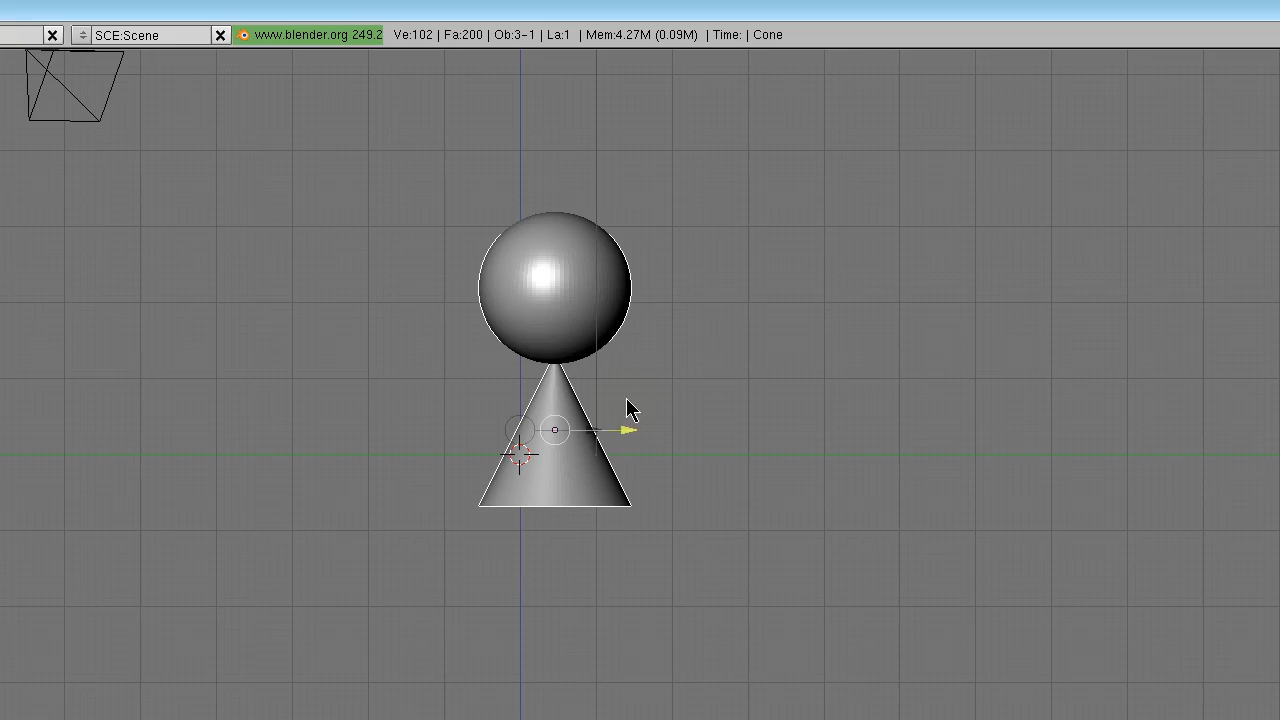 SCE:Scene www.blender.org 249.2 Ve:102 | Fa:200 | Ob:3-1 | La:1 | Mem:4.27M (0.09M) | Time: | Cone